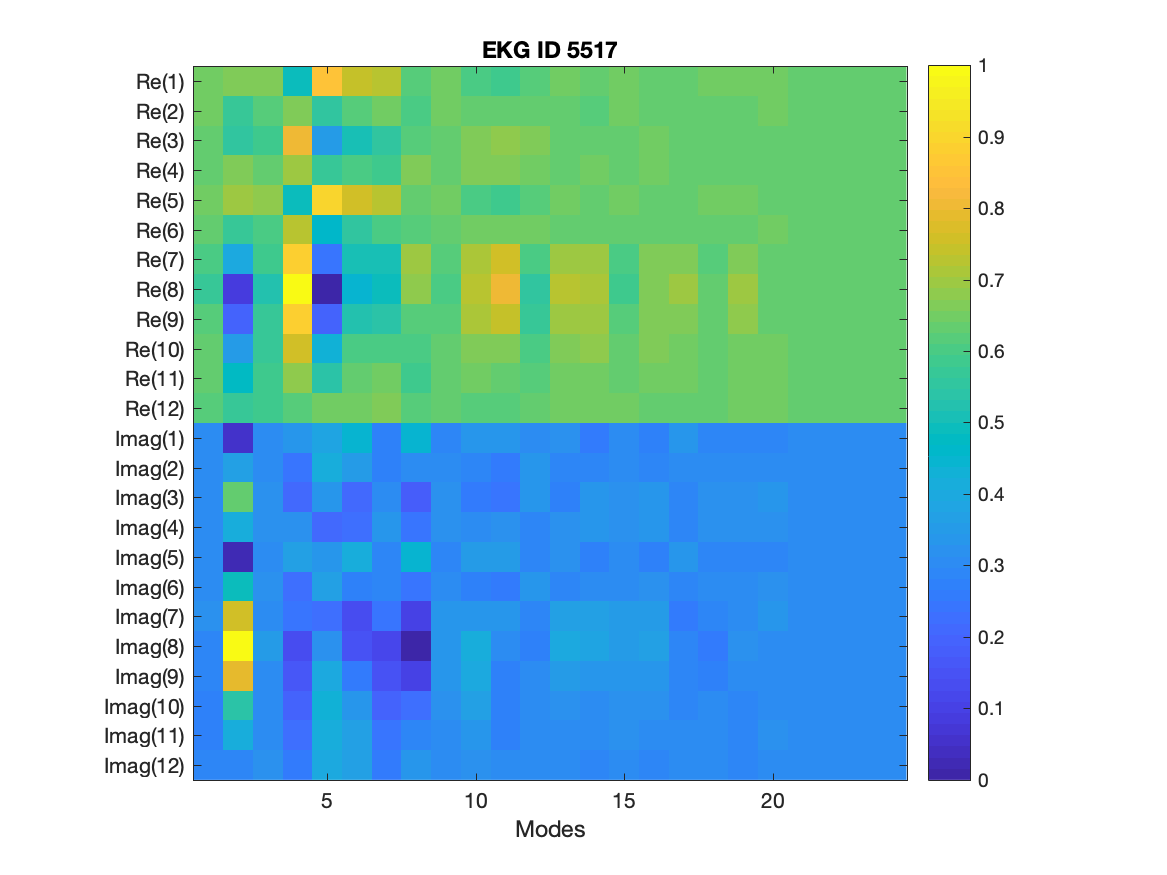 EKG ID 5517
Re(1)
Re(2)
Re(3)
Re(4)
Re(5)
Re(6)
Re(7)
Re(8)
Re(9)
Re(10)
Re(11)
Re(12)
Imag(1)
Imag(2)
Imag(3)
Imag(4)
Imag(5)
Imag(6)
Imag(7)
Imag(8)
Imag(9)
Imag(10)
Imag(11)
Imag(12)
5 10 15 20
Modes
1
0.9
0.8
0.7
0.6
0.5
0.4
0.3
0.2
0.1
0